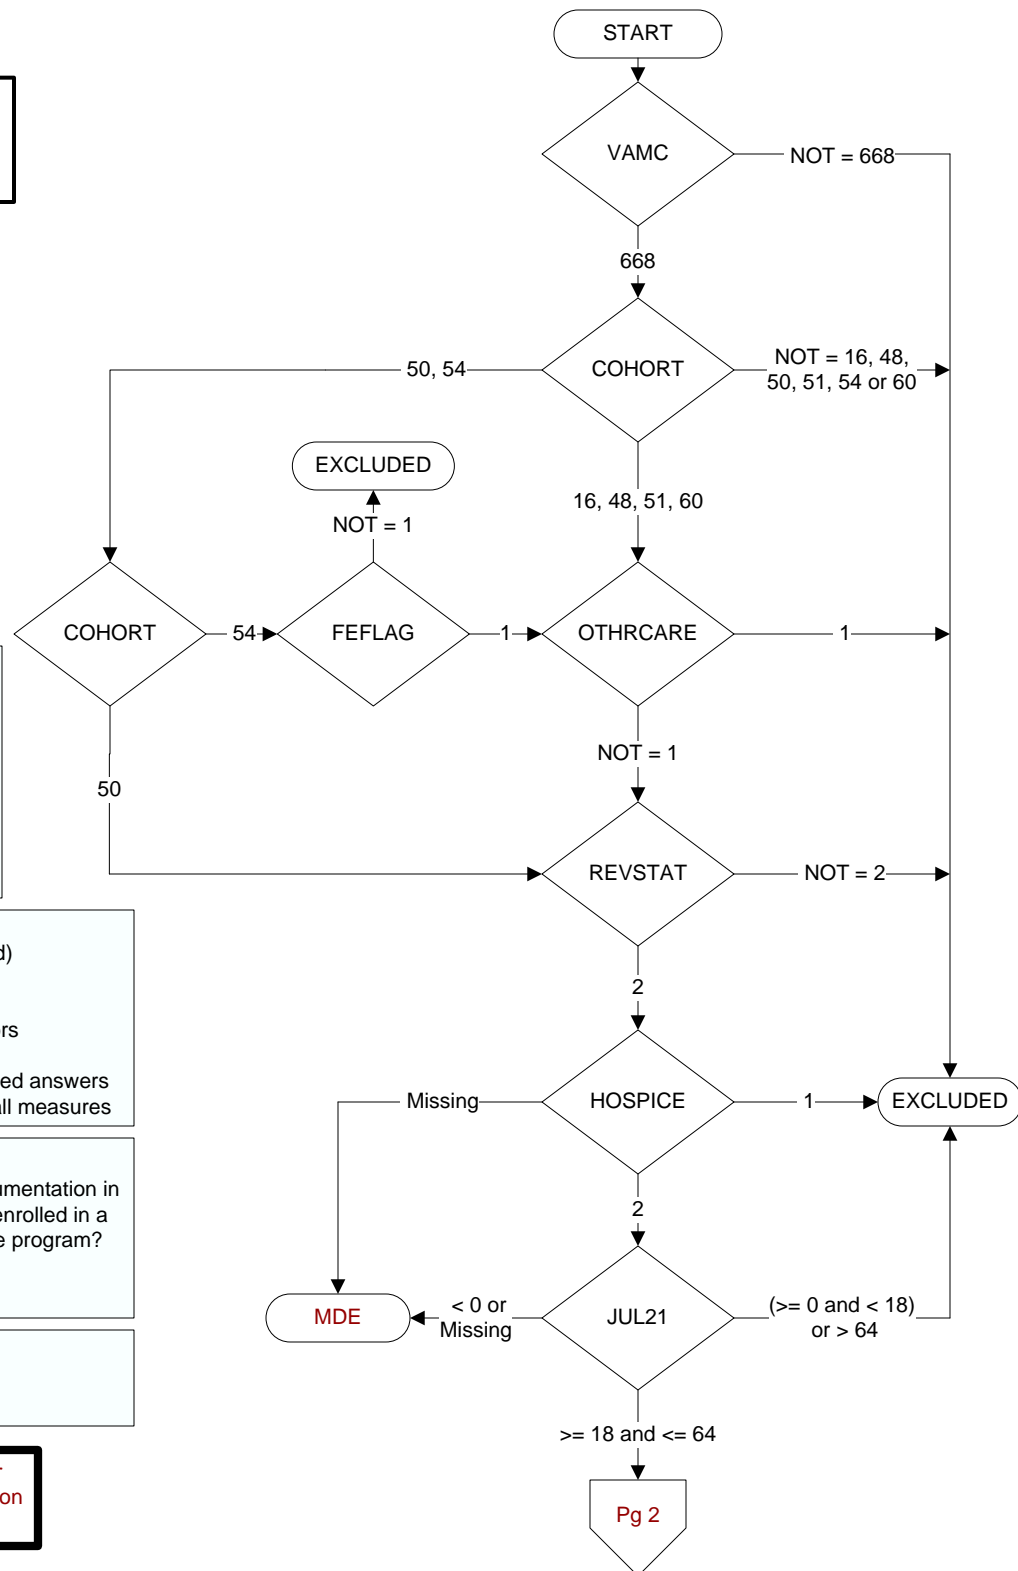 START
VAMC
NOT = 668
668
COHORT
50, 54
NOT = 16, 48,
50, 51, 54 or 60
16, 48, 51, 60
EXCLUDED
NOT = 1
COHORT
54
FEFLAG
1
OTHRCARE
1
NOT = 1
50
REVSTAT
NOT = 2
2
HOSPICE
Missing
1
EXCLUDED
2
JUL21
MDE
< 0 or
Missing
(>= 0 and < 18)
or > 64
>= 18 and <= 64
Pg 2
ed answers
all measures
umentation in
enrolled in a
e program?
on